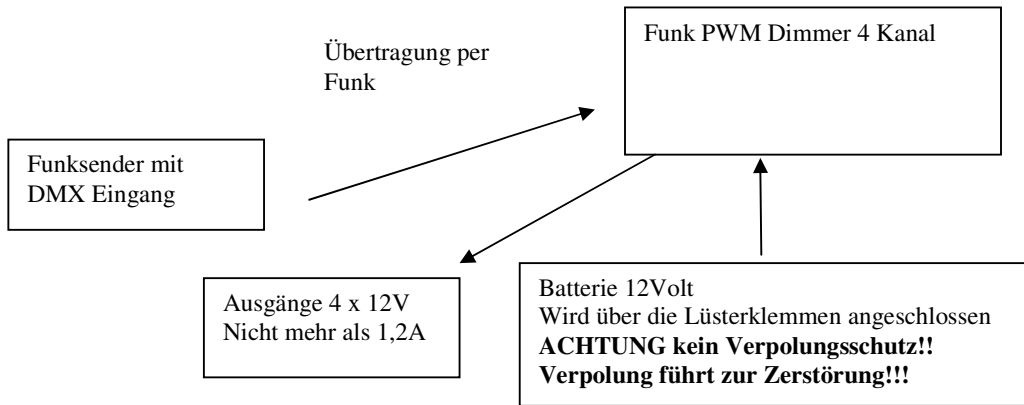 Funk PWM Dimmer 4 Kanal
Übertragung per
Funk
Funksender mit
DMX Eingang
Ausgänge 4 x 12V
Nicht mehr als 1,2A
Batterie 12Volt
Wird über die Lüsterklemmen angeschlossen
ACHTUNG kein Verpolungsschutz!!
Verpolung führt zur Zerstörung!!!